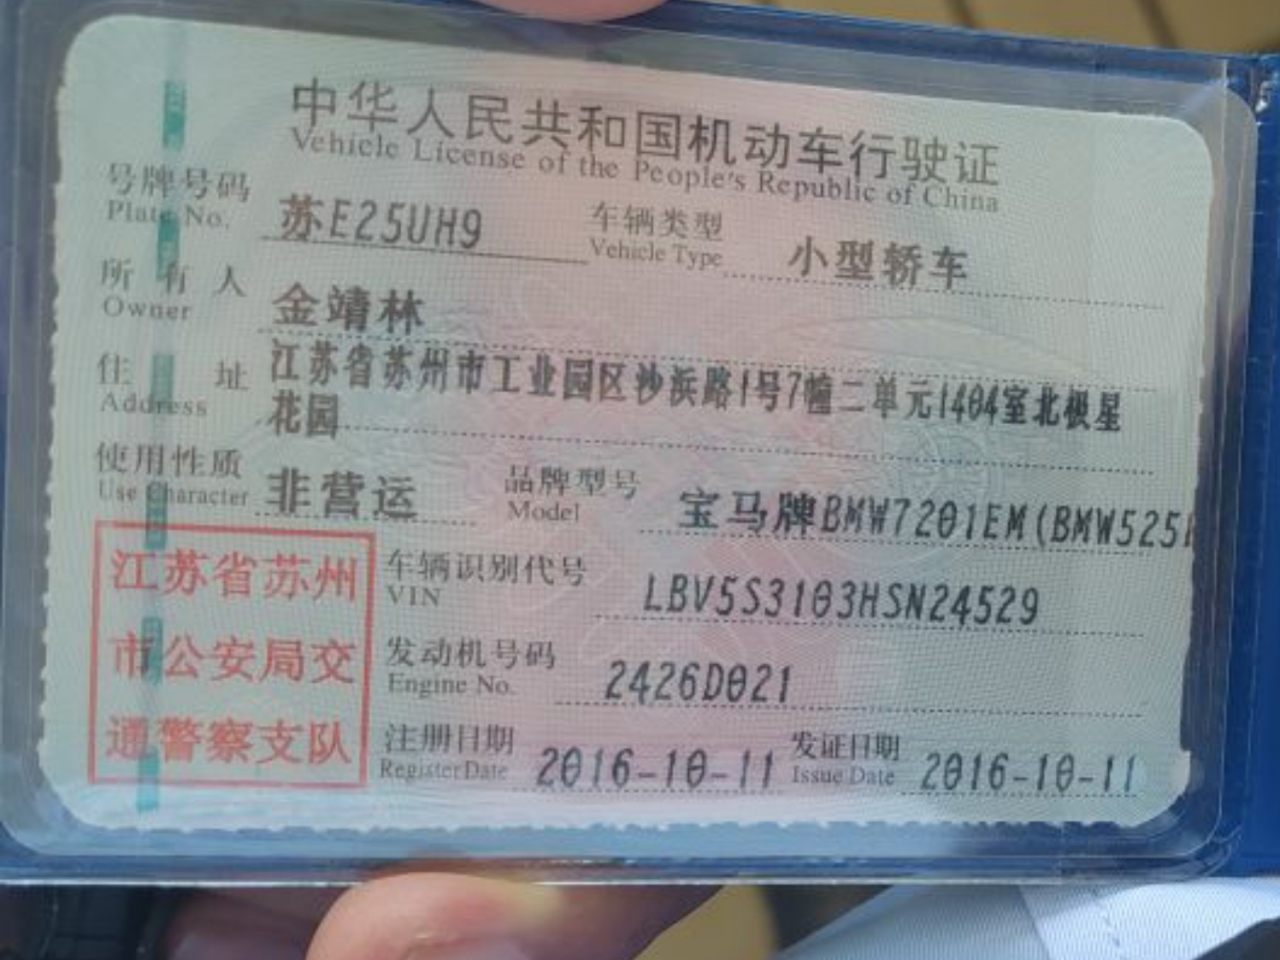 中华人民共和国机动车行驶证
Vehicle License of the People's Republic of China
号牌号码 苏E25UH9 车辆类型 小型轿车
Plate No. Vehicle Type
所有人 金靖林
Owner
住址 江苏省苏州市工业园区沙浜路1号7幢二单元1404室北极星
Address 花园
使用性质 非营运 品牌型号 宝马牌BMW7201EM(BMW525
Use Character Model
江苏省苏州 车辆识别代号 LBV5S3103HSN24529
VIN
市公安局交 发动机号码 2426D021
Engine No.
通警察支队 注册日期 2016-10-11 发证日期 2016-10-11
Register Date Issue Date